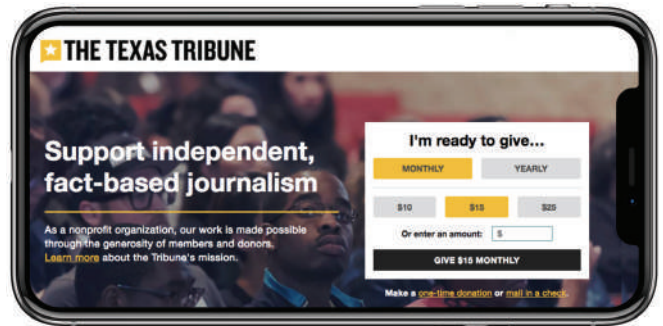 THE TEXAS TRIBUNE
Support independent,
fact-based journalism
As a nonprofit organization, our work is made possible
through the generosity of members and donors.
Learn more about the Tribune's mission.
I'm ready to give...
MONTHLY YEARLY
$10 $15 $25
Or enter an amount: $
GIVE $15 MONTHLY
Make a one-time donation or mail in a check.